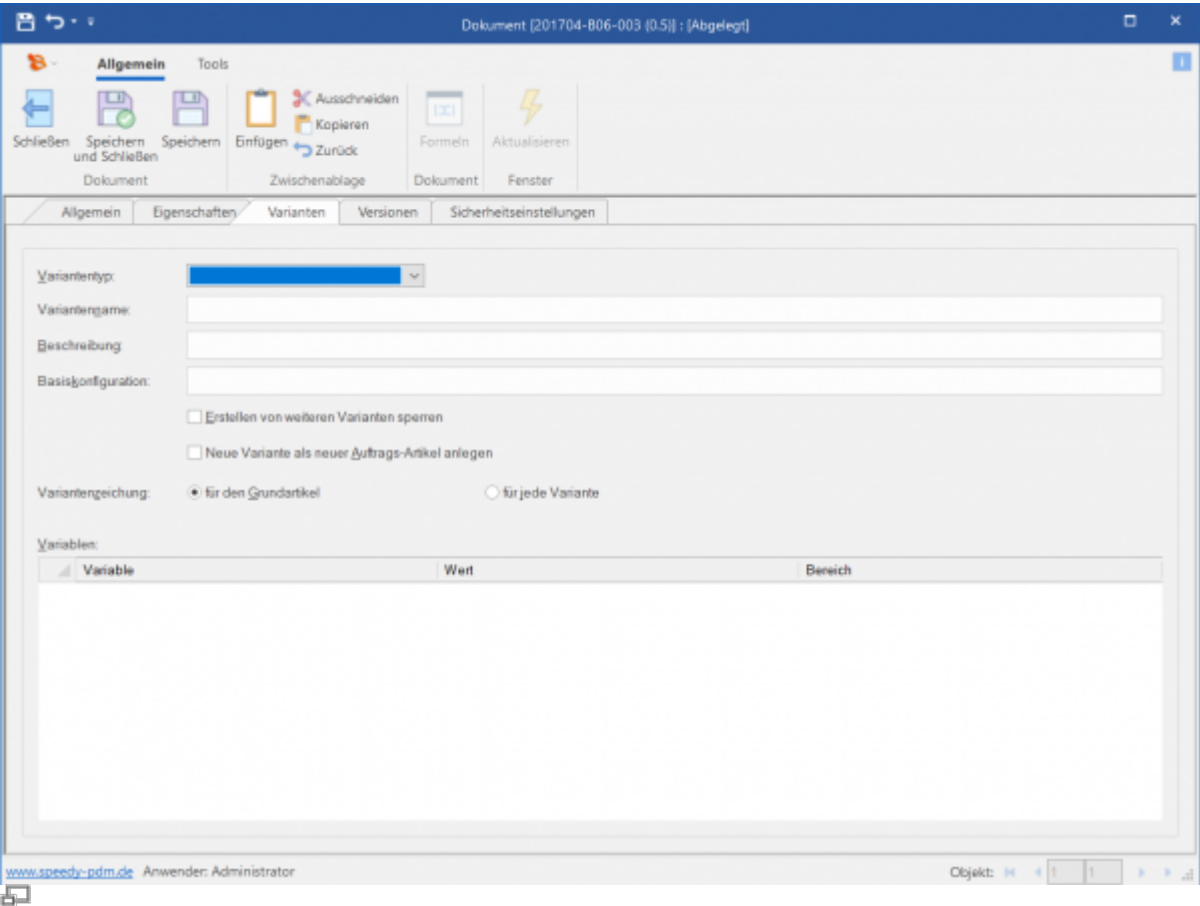 Dokument [201704-B06-003 (0.5)] : [Abgelegt]
Allgemein Tools
Schließen Speichern und Schließen Speichern Einfügen Ausschneiden Kopieren Zurück Formeln Aktualisieren
Dokument Zwischenablage Dokument Fenster
Allgemein Eigenschaften Varianten Versionen Sicherheitseinstellungen
Variantentyp:
Variantenname:
Beschreibung:
Basiskonfiguration:
Erstellen von weiteren Varianten sperren
Neue Variante als neuer Auftrags-Artikel anlegen
Variantenzeichung: für den Grundartikel für jede Variante
Variablen:
Variable Wert Bereich
www.speedy-pdm.de Anwender: Administrator Objekt: 1 1